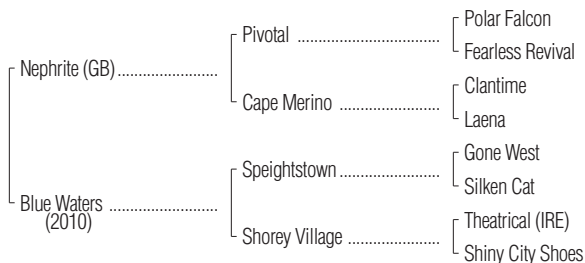 Polar Falcon
Pivotal
Fearless Revival
Nephrite (GB)
Clantime
Cape Merino
Laena
Gone West
Speightstown
Silken Cat
Blue Waters
(2010)
Theatrical (IRE)
Shorey Village
Shiny City Shoes